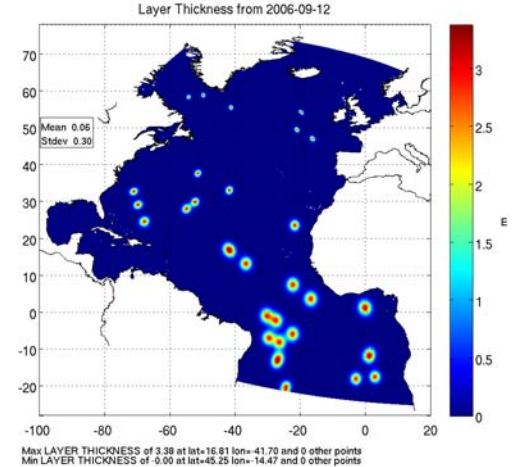 Layer Thickness from 2006-09-12
70
60
50
40
30
20
10
0
-10
-20
Mean 0.06
Stdev 0.30
-100 -80 -60 -40 -20 0 20
3
2.5
2
1.5
1
0.5
0
m
Max LAYER THICKNESS of 3.38 at lat=16.81 lon=-41.70 and 0 other points
Min LAYER THICKNESS of -0.00 at lat=45.25 lon=-14.47 and 0 other points